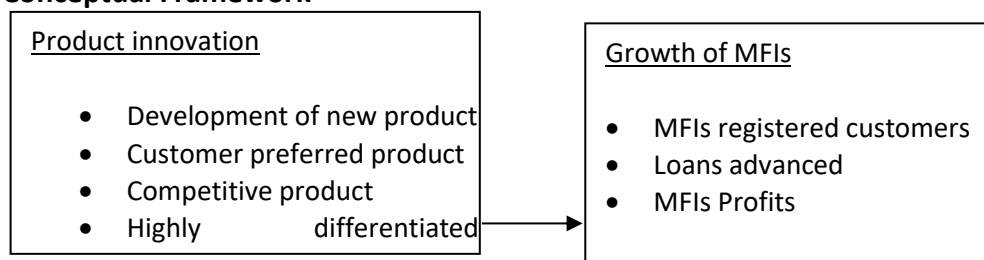 Conceptual Framework
Product innovation
• Development of new product
• Customer preferred product
• Competitive product
• Highly differentiated
Growth of MFIs
• MFIs registered customers
• Loans advanced
• MFIs Profits